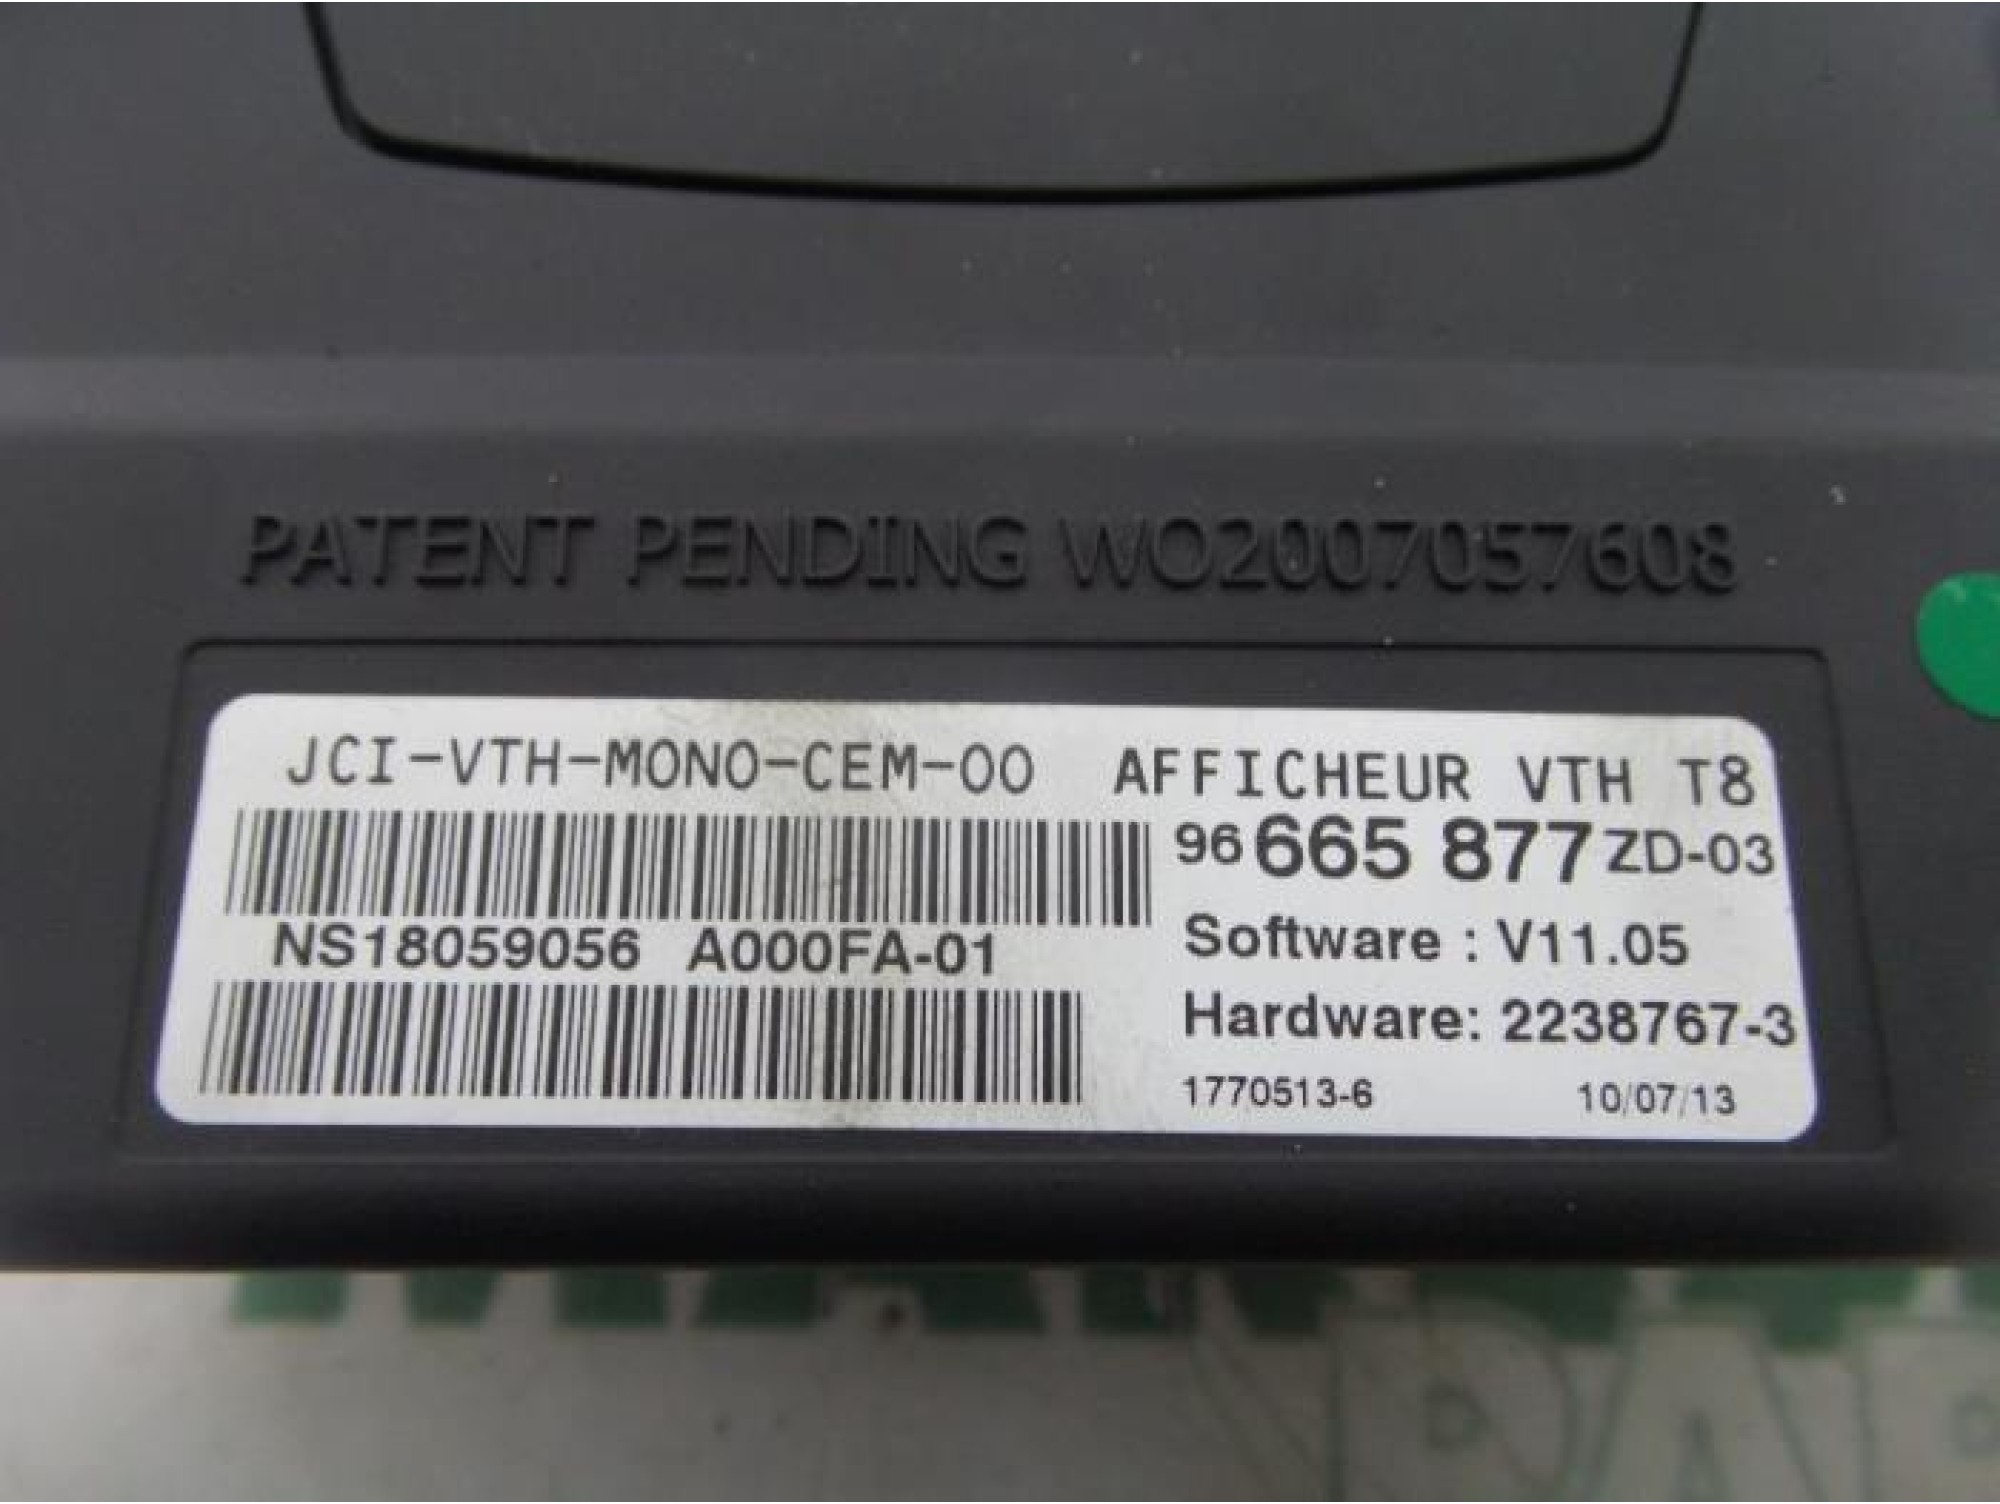 PATENT PENDING WO2007057608
JCI-VTH-MONO-CEM-00 AFFICHEUR VTH T8
96 665 877 ZD-03
NS18059056 A000FA-01
Software : V11.05
Hardware: 2238767-3
1770513-6 10/07/13